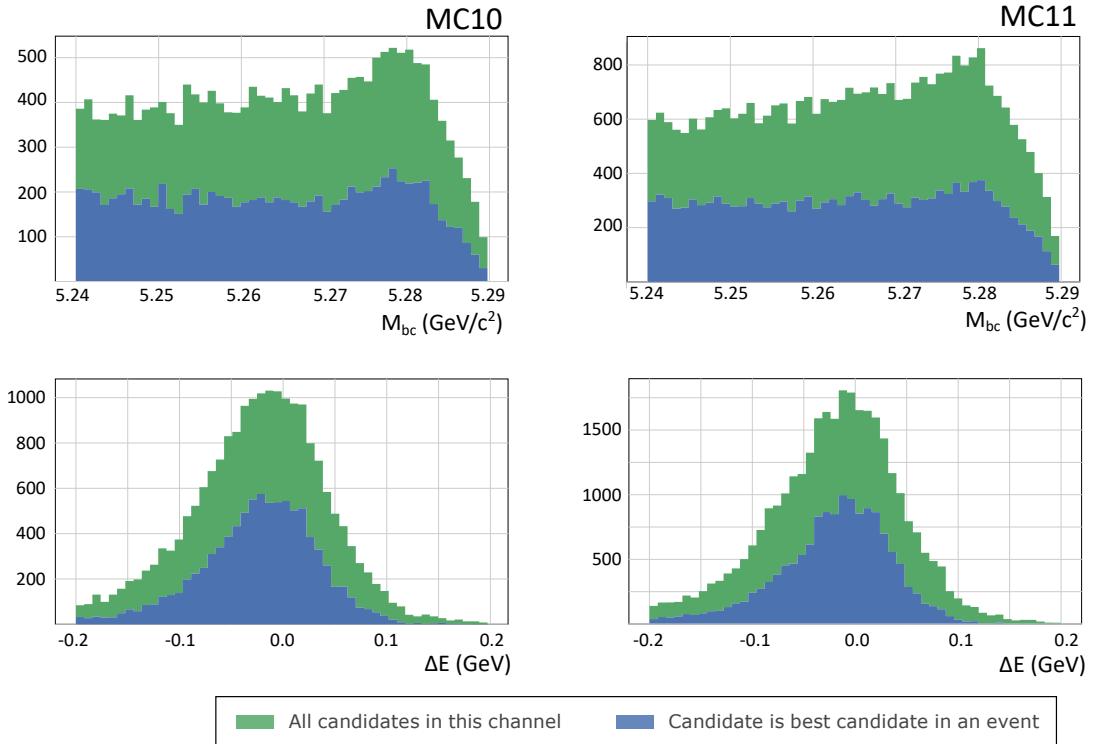 MC10
500
400
300
200
100
5.24 5.25 5.26 5.27 5.28 5.29
M_bc (GeV/c²)
MC11
800
600
400
200
5.24 5.25 5.26 5.27 5.28 5.29
M_bc (GeV/c²)
1000
800
600
400
200
-0.2 -0.1 0.0 0.1 0.2
ΔE (GeV)
1500
1000
500
-0.2 -0.1 0.0 0.1 0.2
ΔE (GeV)
All candidates in this channel
Candidate is best candidate in an event